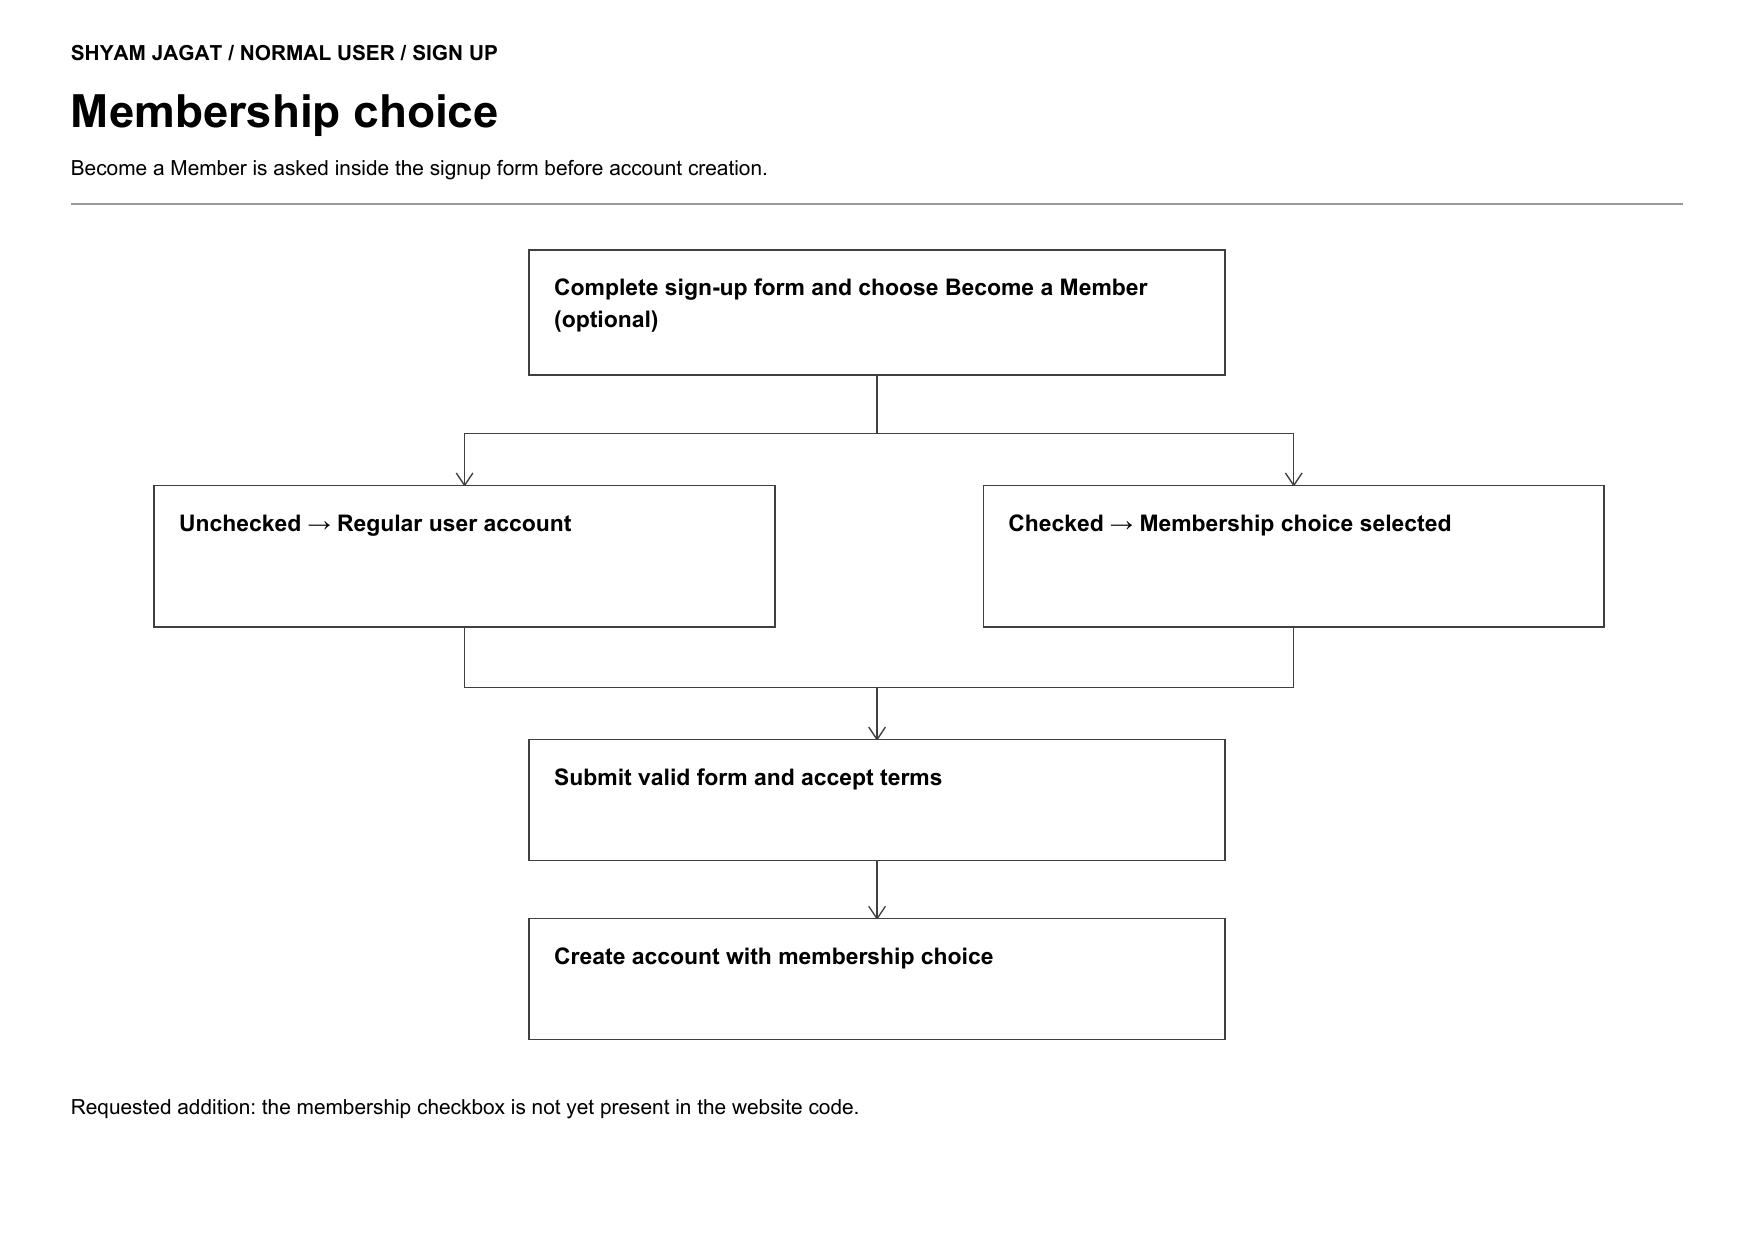 SHYAM JAGAT / NORMAL USER / SIGN UP
Membership choice
Become a Member is asked inside the signup form before account creation.
Complete sign-up form and choose Become a Member
(optional)
Unchecked → Regular user account
Checked → Membership choice selected
Submit valid form and accept terms
Create account with membership choice
Requested addition: the membership checkbox is not yet present in the website code.